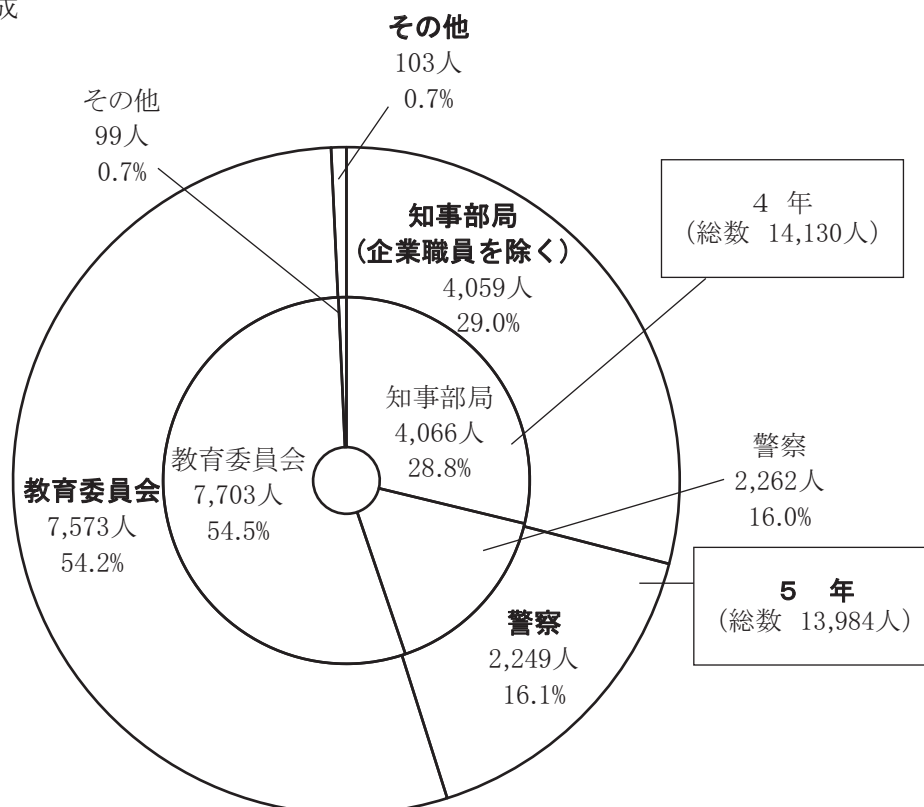 成
その他
103人
0.7%
その他
99人
0.7%
知事部局
(企業職員を除く)
4,059人
29.0%
4 年
(総数 14,130人)
知事部局
4,066人
28.8%
警察
2,262人
16.0%
教育委員会
7,703人
54.5%
教育委員会
7,573人
54.2%
5 年
(総数 13,984人)
警察
2,249人
16.1%